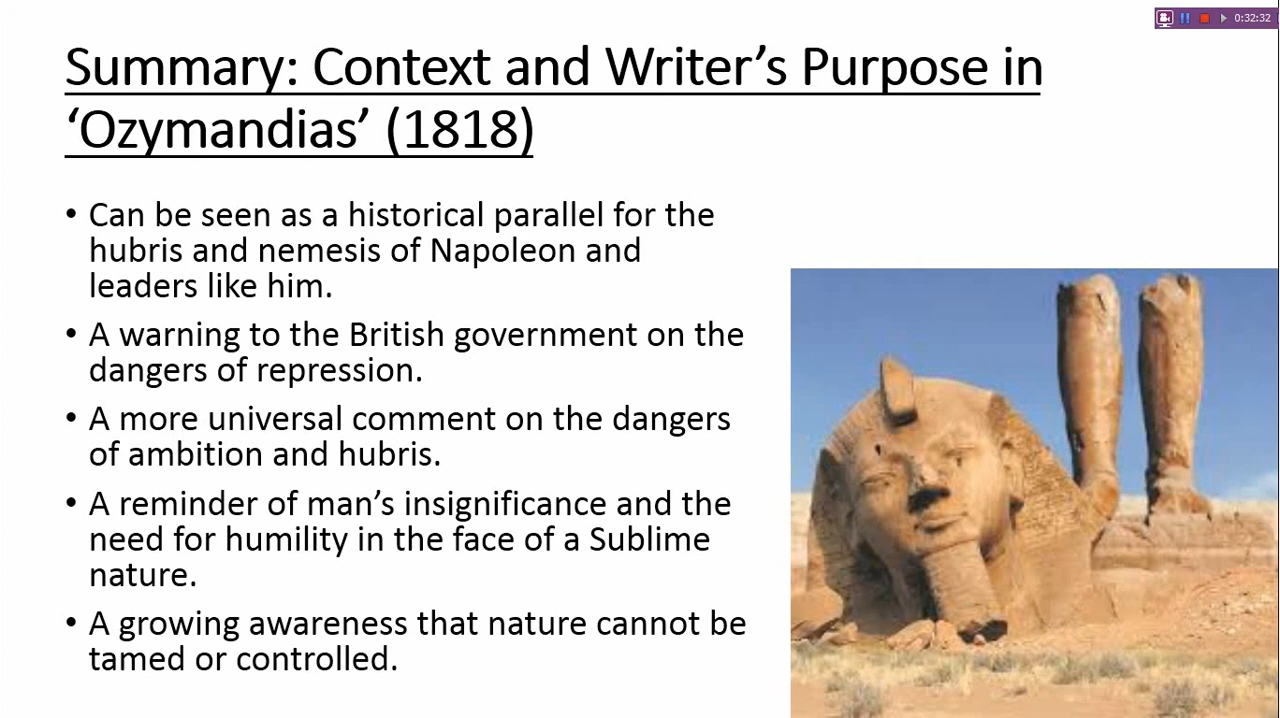 0:32:32
Summary: Context and Writer’s Purpose in
‘Ozymandias’ (1818)
• Can be seen as a historical parallel for the
hubris and nemesis of Napoleon and
leaders like him.
• A warning to the British government on the
dangers of repression.
• A more universal comment on the dangers
of ambition and hubris.
• A reminder of man’s insignificance and the
need for humility in the face of a Sublime
nature.
• A growing awareness that nature cannot be
tamed or controlled.